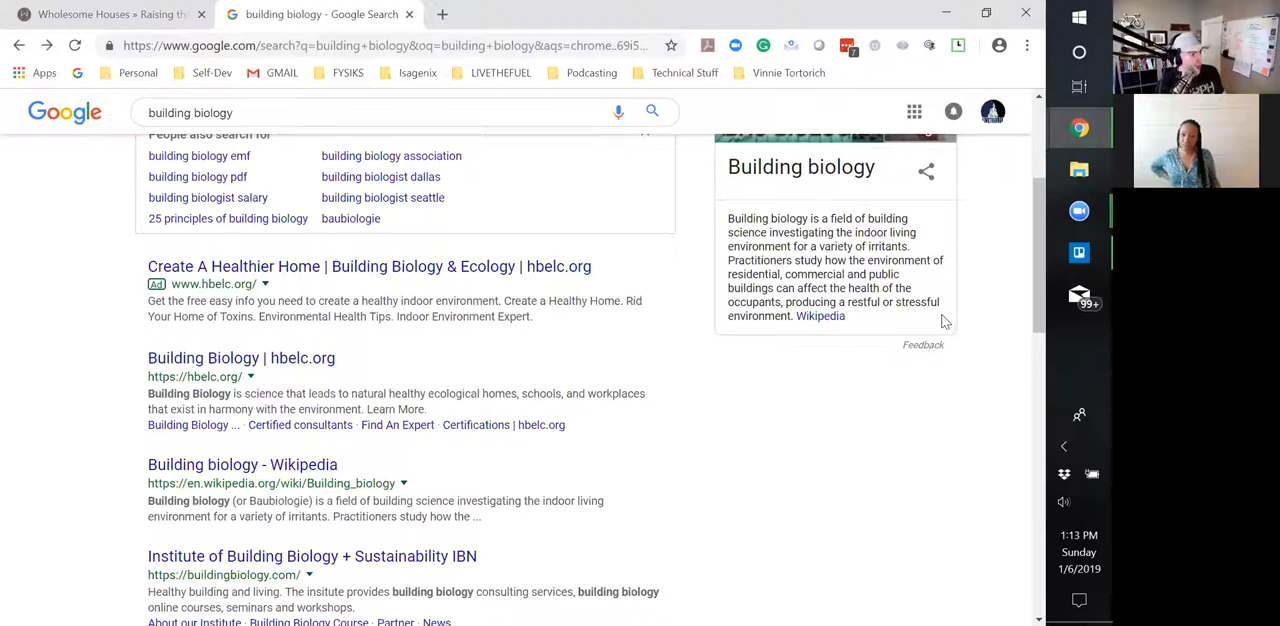 Wholesome Houses » Raising th
building biology - Google Search
https://www.google.com/search?q=building+biology&oq=building+biology&aqs=chrome..69i5...
7
Apps
Personal
Self-Dev
GMAIL
FYSIKS
Isagenix
LIVETHEFUEL
Podcasting
Technical Stuff
Vinnie Tortorich
Google
building biology
People also search for
building biology emf
building biology association
building biology pdf
building biologist dallas
building biologist salary
building biologist seattle
25 principles of building biology
baubiologie
Create A Healthier Home | Building Biology & Ecology | hbelc.org
Ad www.hbelc.org/
Get the free easy info you need to create a healthy indoor environment. Create a Healthy Home. Rid
Your Home of Toxins. Environmental Health Tips. Indoor Environment Expert.
Building Biology | hbelc.org
https://hbelc.org/
Building Biology is science that leads to natural healthy ecological homes, schools, and workplaces
that exist in harmony with the environment. Learn More.
Building Biology ... · Certified consultants · Find An Expert · Certifications | hbelc.org
Building biology - Wikipedia
https://en.wikipedia.org/wiki/Building_biology
Building biology (or Baubiologie) is a field of building science investigating the indoor living
environment for a variety of irritants. Practitioners study how the ...
Institute of Building Biology + Sustainability IBN
https://buildingbiology.com/
Healthy building and living. The insitute provides building biology consulting services, building biology
online courses, seminars and workshops.
About our Institute · Building Biology Course · Partner · News
Building biology
Building biology is a field of building
science investigating the indoor living
environment for a variety of irritants.
Practitioners study how the environment of
residential, commercial and public
buildings can affect the health of the
occupants, producing a restful or stressful
environment. Wikipedia
Feedback
99+
1:13 PM
Sunday
1/6/2019